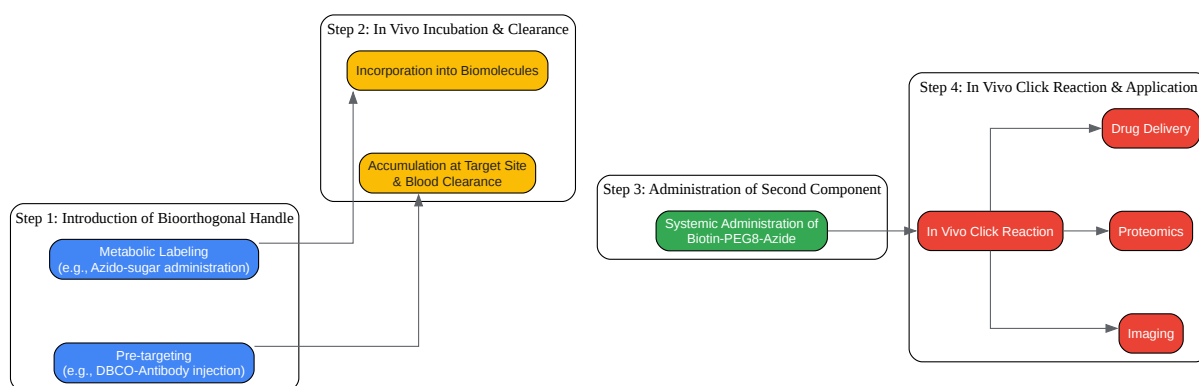 Step 1: Introduction of Bioorthogonal Handle
Metabolic Labeling
(e.g., Azido-sugar administration)
Pre-targeting
(e.g., DBCO-Antibody injection)
Step 2: In Vivo Incubation & Clearance
Incorporation into Biomolecules
Accumulation at Target Site
& Blood Clearance
Step 3: Administration of Second Component
Systemic Administration of
Biotin-PEG8-Azide
Step 4: In Vivo Click Reaction & Application
In Vivo Click Reaction
Drug Delivery
Proteomics
Imaging